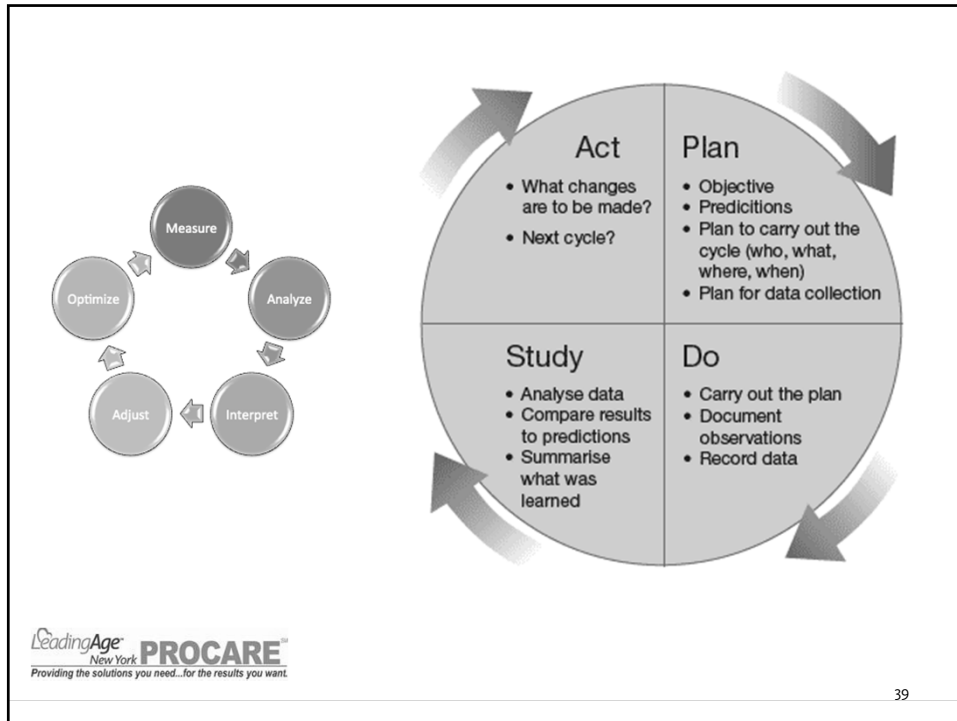 Measure
Analyze
Interpret
Adjust
Optimize
Act
• What changes
are to be made?
• Next cycle?
Plan
• Objective
• Predicitions
• Plan to carry out the
cycle (who, what,
where, when)
• Plan for data collection
Study
• Analyse data
• Compare results
to predictions
• Summarise
what was
learned
Do
• Carry out the plan
• Document
observations
• Record data
LeadingAge
New York PROCARE
Providing the solutions you need...for the results you want.
39